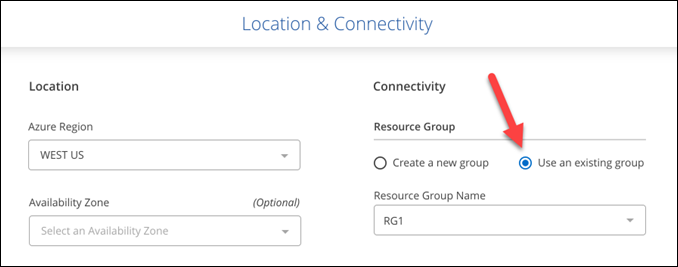 Location & Connectivity
Location
Azure Region
WEST US
Availability Zone (Optional)
Select an Availability Zone
Connectivity
Resource Group
Create a new group Use an existing group
Resource Group Name
RG1